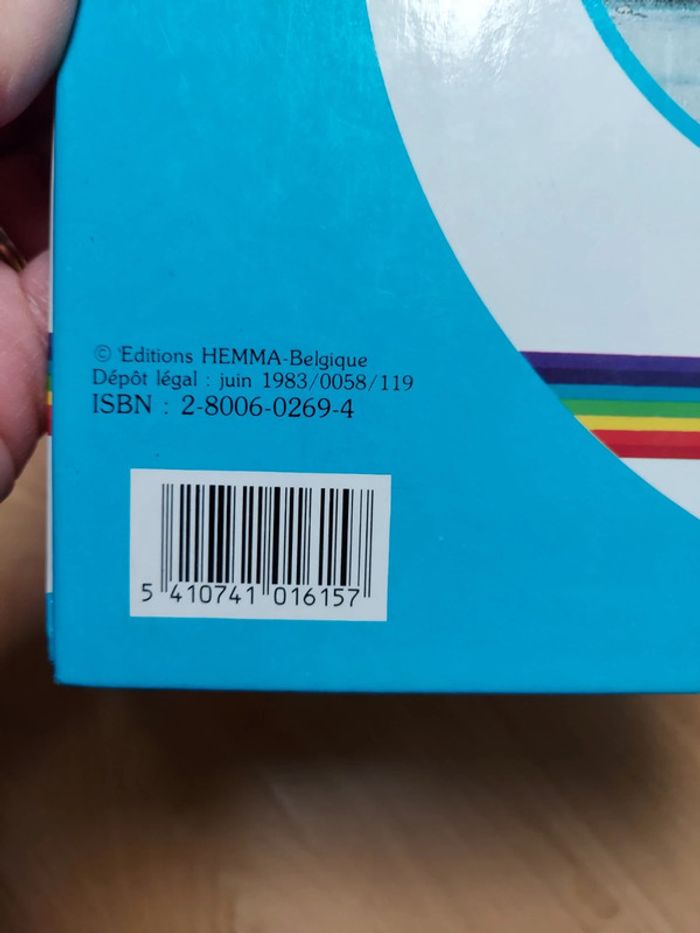 © Editions HEMMA-Belgique
Dépôt légal : juin 1983/0058/119
ISBN : 2-8006-0269-4
5 410741 016157